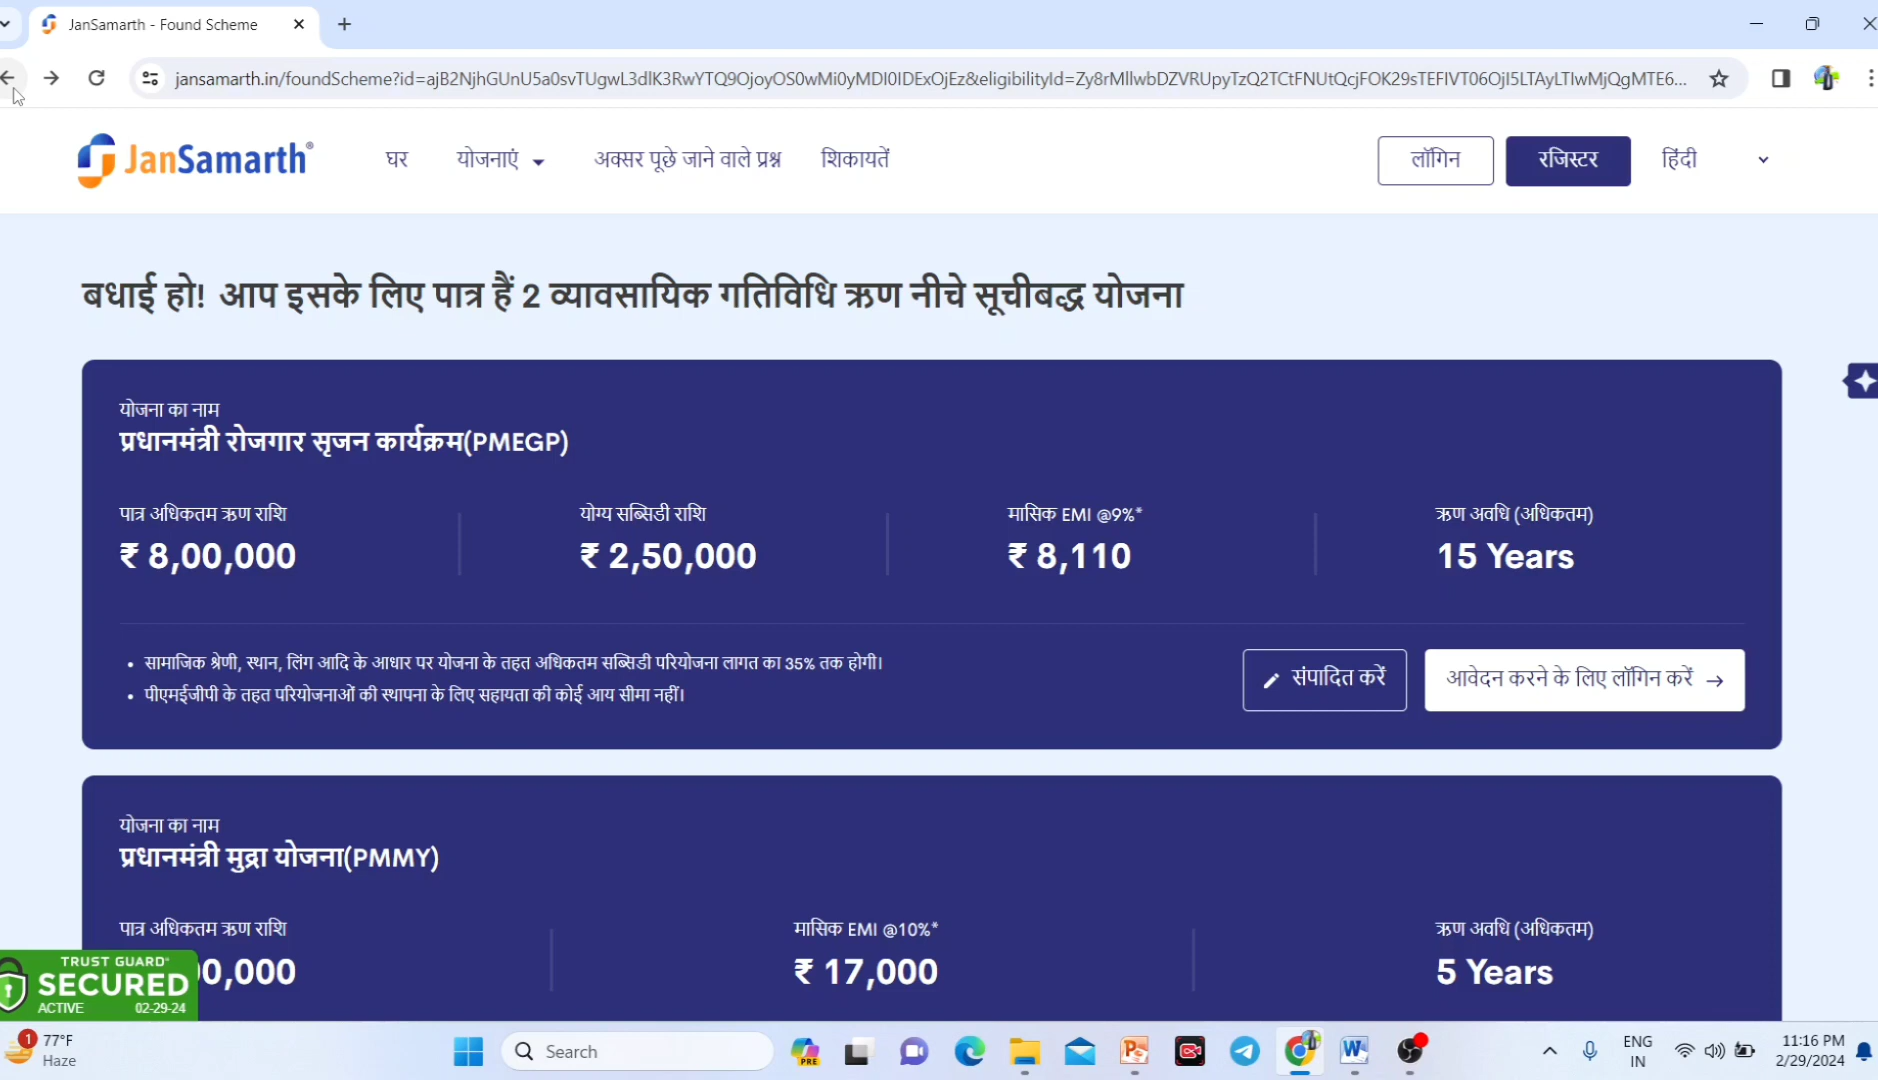 JanSamarth - Found Scheme
jansamarth.in/foundScheme?id=ajB2NjhGUnU5a0svTUgwL3dlK3RwYTQ9OjoyOS0wMi0yMDI0IDExOjEz&eligibilityId=Zy8rMllwbDZVRUpyTzQ2TCtFNUtQcjFOK29sTEFIVT06OjI5LTAyLTIwMjQgMTE6...
JanSamarth®
घर
योजनाएं
अक्सर पूछे जाने वाले प्रश्न
शिकायतें
लॉगिन
रजिस्टर
हिंदी
बधाई हो! आप इसके लिए पात्र हैं 2 व्यावसायिक गतिविधि ऋण नीचे सूचीबद्ध योजना
योजना का नाम
प्रधानमंत्री रोजगार सृजन कार्यक्रम(PMEGP)
पात्र अधिकतम ऋण राशि
₹ 8,00,000
योग्य सब्सिडी राशि
₹ 2,50,000
मासिक EMI @9%*
₹ 8,110
ऋण अवधि (अधिकतम)
15 Years
• सामाजिक श्रेणी, स्थान, लिंग आदि के आधार पर योजना के तहत अधिकतम सब्सिडी परियोजना लागत का 35% तक होगी।
• पीएमईजीपी के तहत परियोजनाओं की स्थापना के लिए सहायता की कोई आय सीमा नहीं।
संपादित करें
आवेदन करने के लिए लॉगिन करें →
योजना का नाम
प्रधानमंत्री मुद्रा योजना(PMMY)
पात्र अधिकतम ऋण राशि
0,000
मासिक EMI @10%*
₹ 17,000
ऋण अवधि (अधिकतम)
5 Years
TRUST GUARD
SECURED
ACTIVE 02-29-24
1
77°F
Haze
Search
PRE
ENG
IN
11:16 PM
2/29/2024